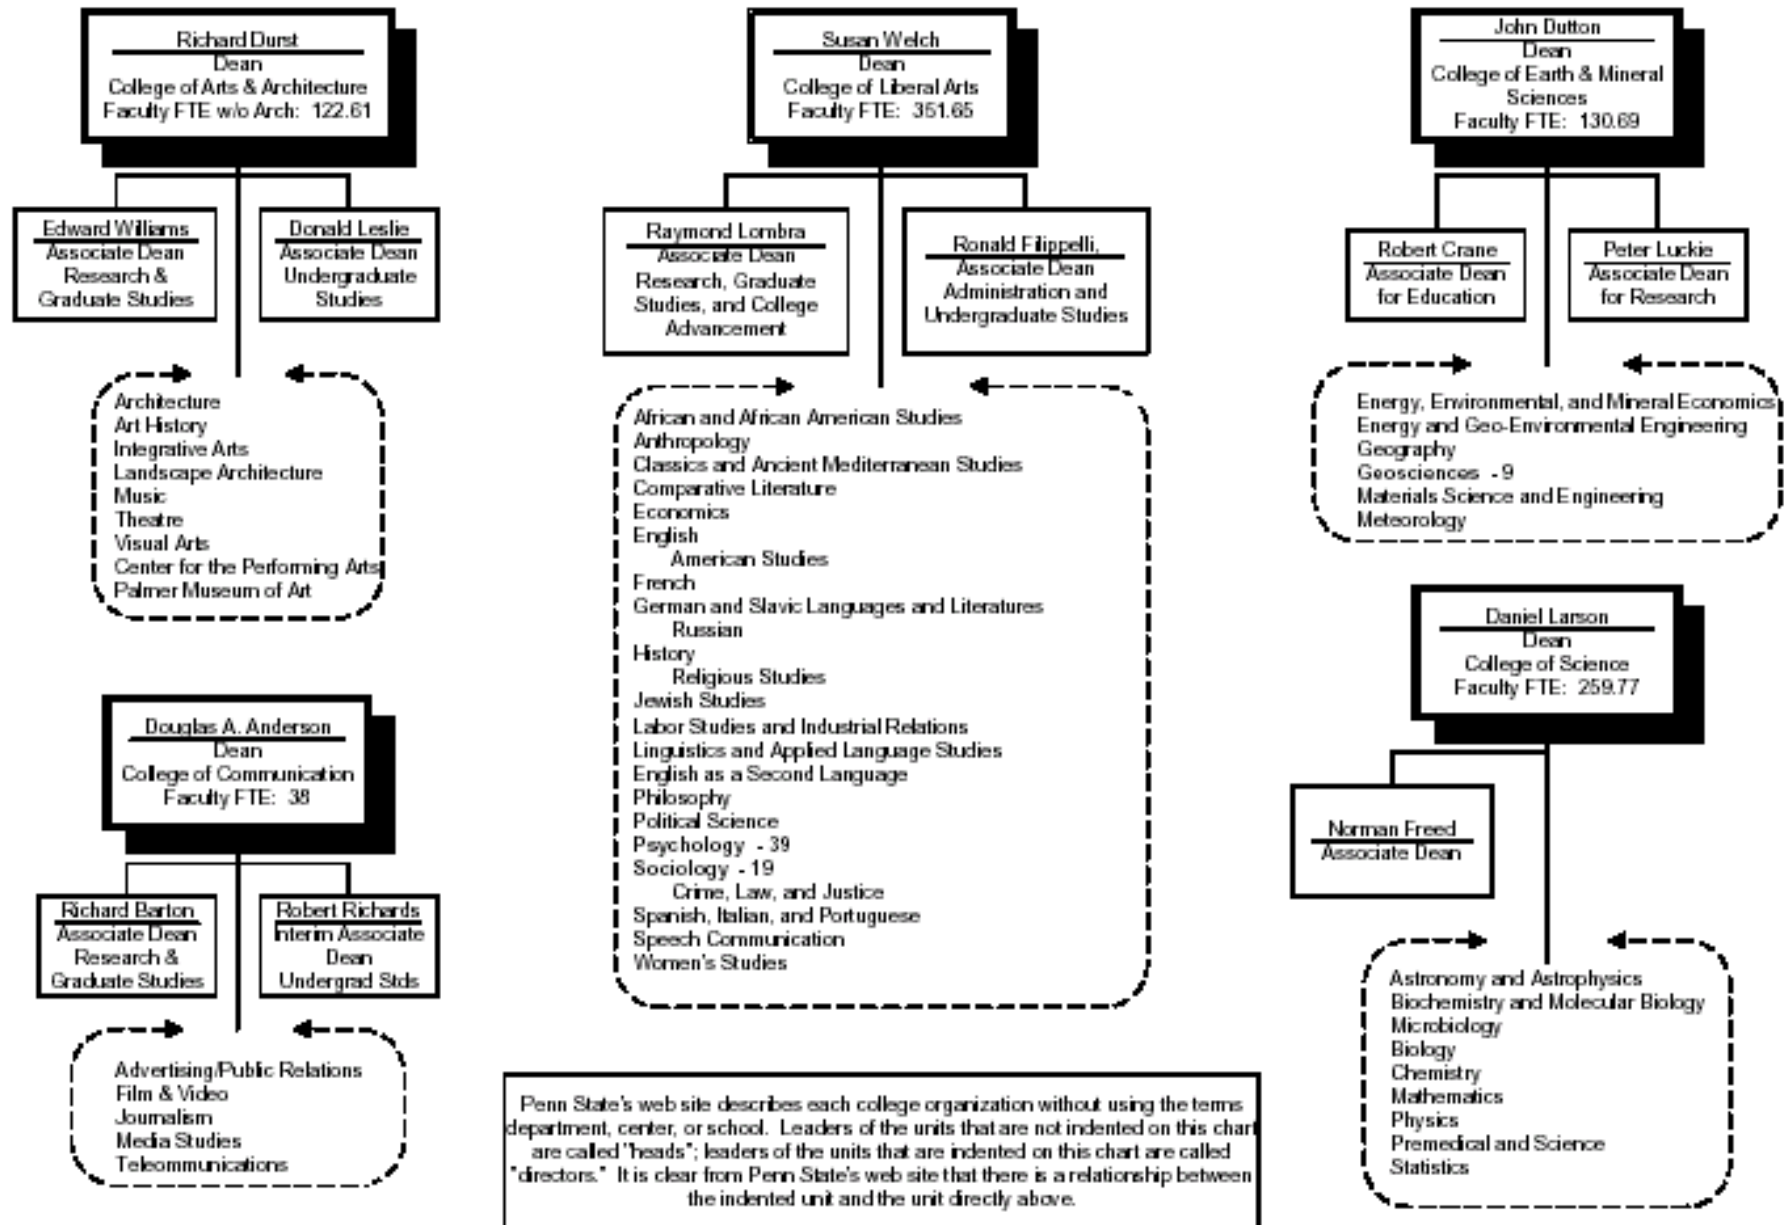 Richard Durst
Dean
College of Arts & Architecture
Faculty FTE w/o Arch: 122.61
Edward Williams
Associate Dean
Research &
Graduate Studies
Donald Leslie
Associate Dean
Undergraduate
Studies
Architecture
Art History
Integrative Arts
Landscape Architecture
Music
Theatre
Visual Arts
Center for the Performing Arts
Palmer Museum of Art
Douglas A. Anderson
Dean
College of Communication
Faculty FTE: 38
Richard Barton
Associate Dean
Research &
Graduate Studies
Robert Richards
Interim Associate
Dean
Undergrad Stds
Advertising/Public Relations
Film & Video
Journalism
Media Studies
Telecommunications
Susan Welch
Dean
College of Liberal Arts
Faculty FTE: 351.65
Raymond Lombra
Associate Dean
Research, Graduate
Studies, and College
Advancement
Ronald Filippelli,
Associate Dean
Administration and
Undergraduate Studies
African and African American Studies
Anthropology
Classics and Ancient Mediterranean Studies
Comparative Literature
Economics
English
American Studies
French
German and Slavic Languages and Literatures
Russian
History
Religious Studies
Jewish Studies
Labor Studies and Industrial Relations
Linguistics and Applied Language Studies
English as a Second Language
Philosophy
Political Science
Psychology - 39
Sociology - 19
Crime, Law, and Justice
Spanish, Italian, and Portuguese
Speech Communication
Women's Studies
Penn State's web site describes each college organization without using the terms
department, center, or school. Leaders of the units that are not indented on this chart
are called "heads"; leaders of the units that are indented on this chart are called
"directors." It is clear from Penn State's web site that there is a relationship between
the indented unit and the unit directly above.
John Dutton
Dean
College of Earth & Mineral
Sciences
Faculty FTE: 130.69
Robert Crane
Associate Dean
for Education
Peter Luckie
Associate Dean
for Research
Energy, Environmental, and Mineral Economics
Energy and Geo-Environmental Engineering
Geography
Geosciences - 9
Materials Science and Engineering
Meteorology
Daniel Larson
Dean
College of Science
Faculty FTE: 259.77
Norman Freed
Associate Dean
Astronomy and Astrophysics
Biochemistry and Molecular Biology
Microbiology
Biology
Chemistry
Mathematics
Physics
Premedical and Science
Statistics